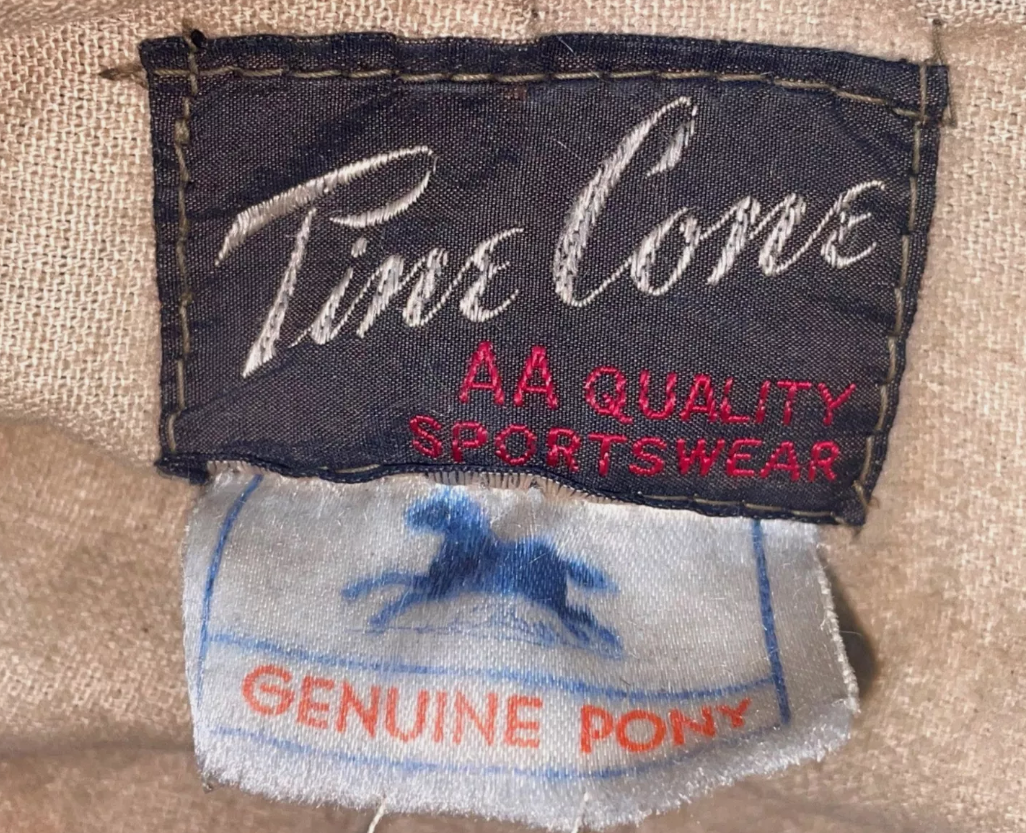 Pine Cone
AA QUALITY
SPORTSWEAR
GENUINE PONY